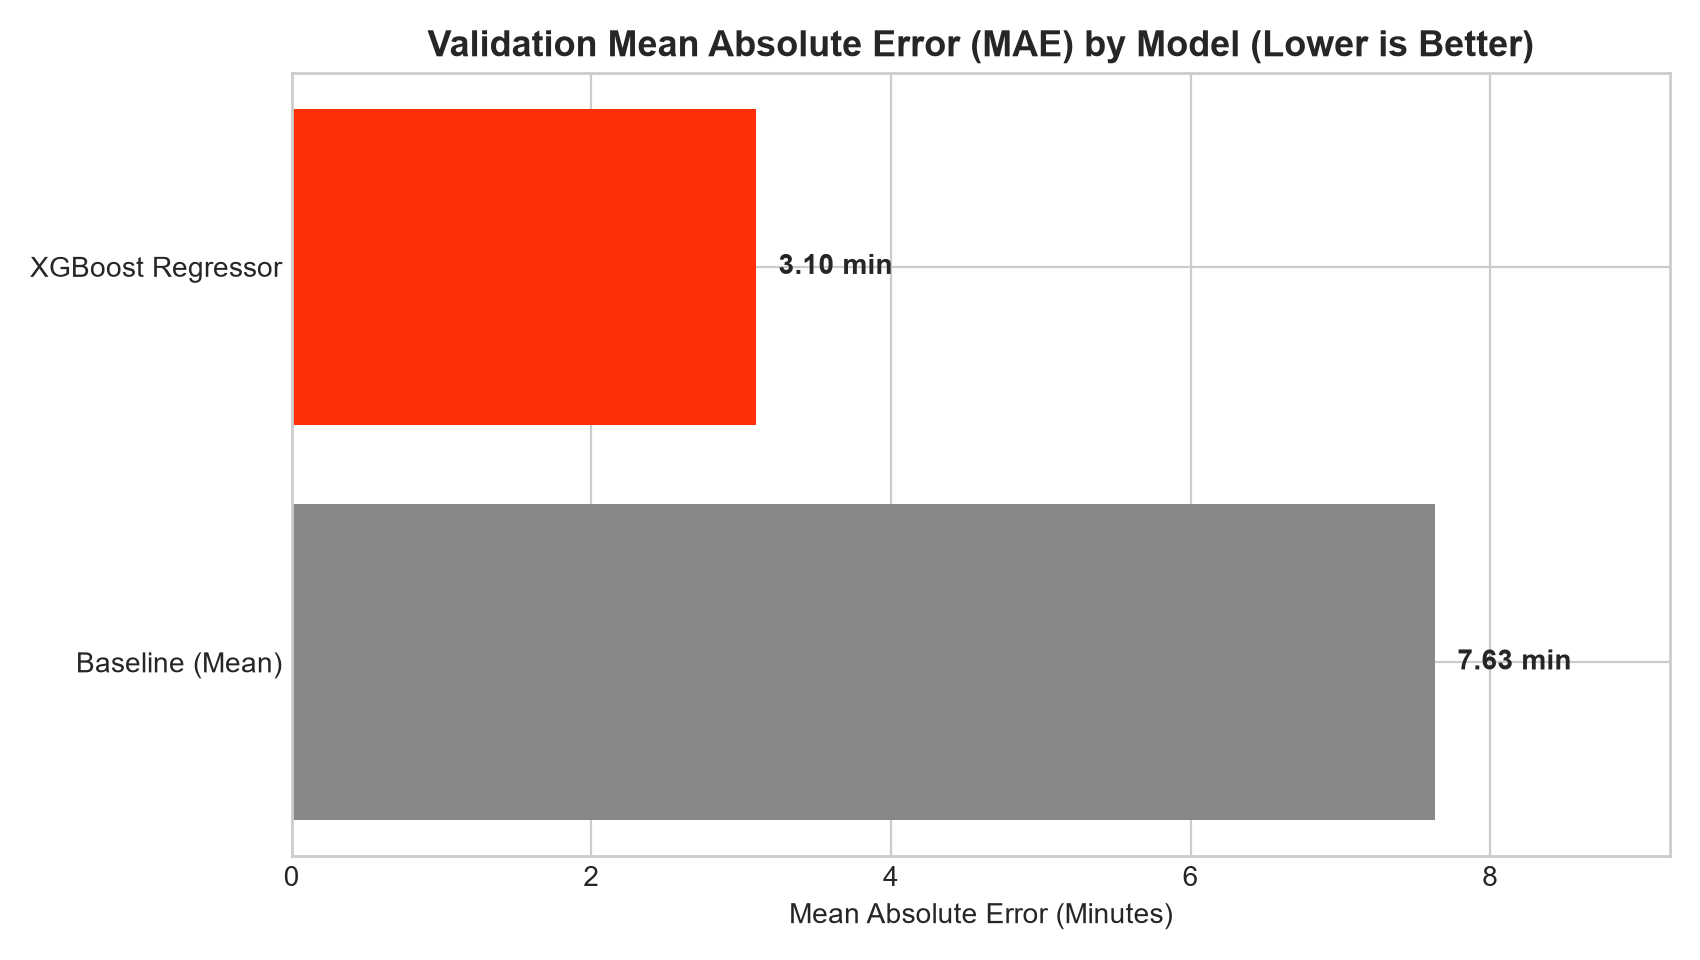 Validation Mean Absolute Error (MAE) by Model (Lower is Better)
XGBoost Regressor
3.10 min
Baseline (Mean)
7.63 min
0 2 4 6 8
Mean Absolute Error (Minutes)